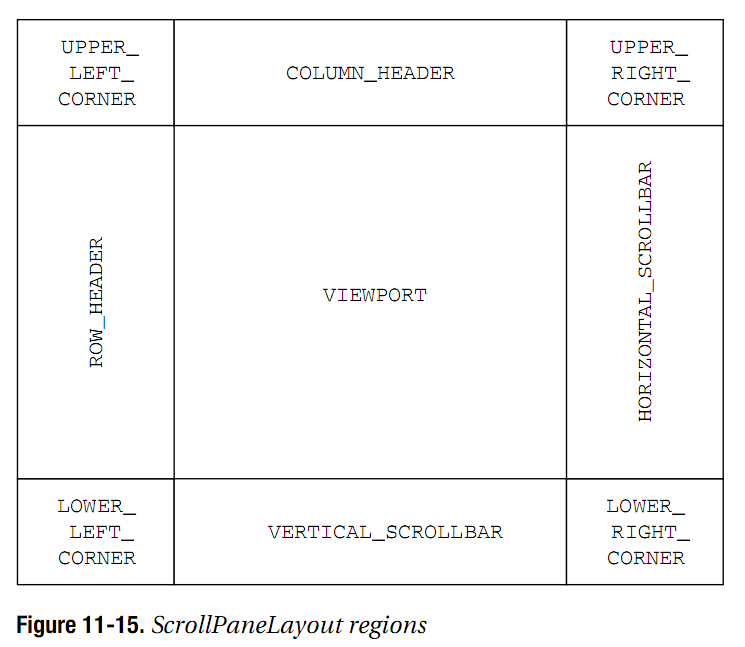 UPPER_
LEFT_
CORNER
COLUMN_HEADER
UPPER_
RIGHT_
CORNER
ROW_HEADER
VIEWPORT
HORIZONTAL_SCROLLBAR
LOWER_
LEFT_
CORNER
VERTICAL_SCROLLBAR
LOWER_
RIGHT_
CORNER
Figure 11-15. ScrollPaneLayout regions